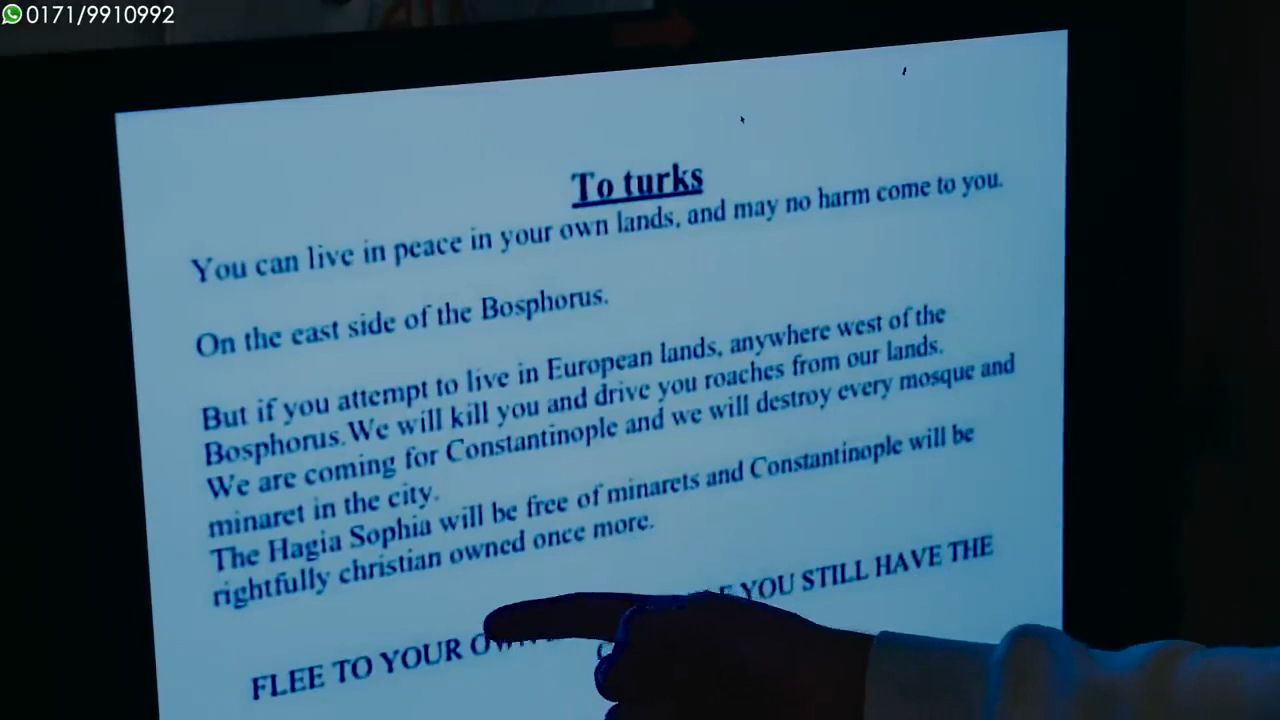 0171/9910992
To turks
You can live in peace in your own lands, and may no harm come to you.
On the east side of the Bosphorus.
But if you attempt to live in European lands, anywhere west of the
Bosphorus.We will kill you and drive you roaches from our lands.
We are coming for Constantinople and we will destroy every mosque and
minaret in the city.
The Hagia Sophia will be free of minarets and Constantinople will be
rightfully christian owned once more.
FLEE TO YOUR OWN YOU STILL HAVE THE